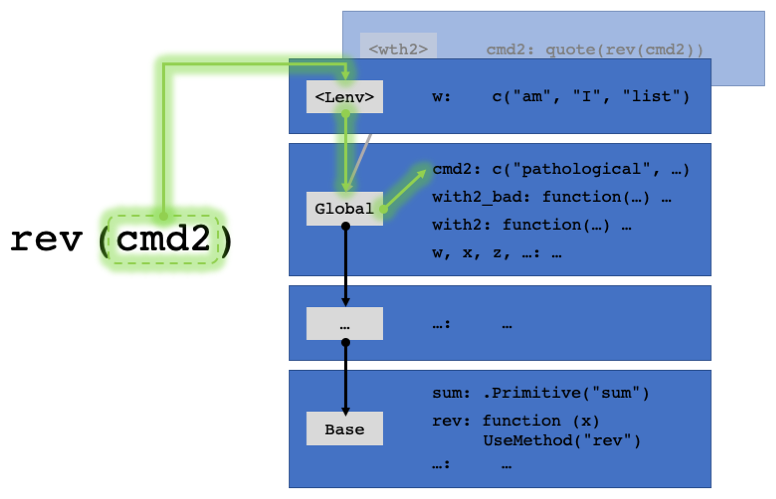 <wth2> cmd2: quote(rev(cmd2))
<Lenv> w: c("am", "I", "list")
cmd2: c("pathological", …)
with2_bad: function(…) …
Global
with2: function(…) …
rev(cmd2)
w, x, z, …: …
… …: …
sum: .Primitive("sum")
rev: function (x)
Base
UseMethod("rev")
…: …